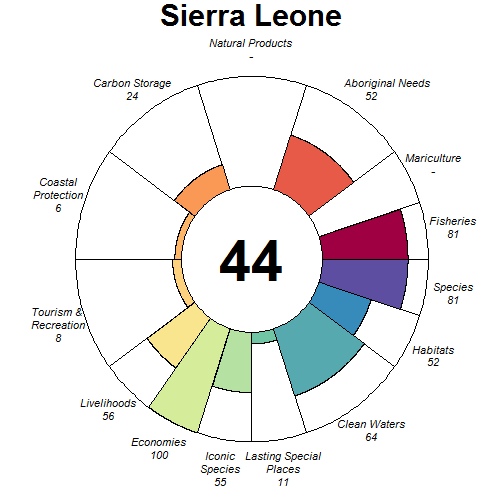 Sierra Leone
Natural Products
-
Carbon Storage
24
Aboriginal Needs
52
Mariculture
-
Coastal
Protection
6
Fisheries
81
44
Species
81
Tourism &
Recreation
8
Habitats
52
Livelihoods
56
Clean Waters
64
Economies
100
Iconic
Species
55
Lasting Special
Places
11